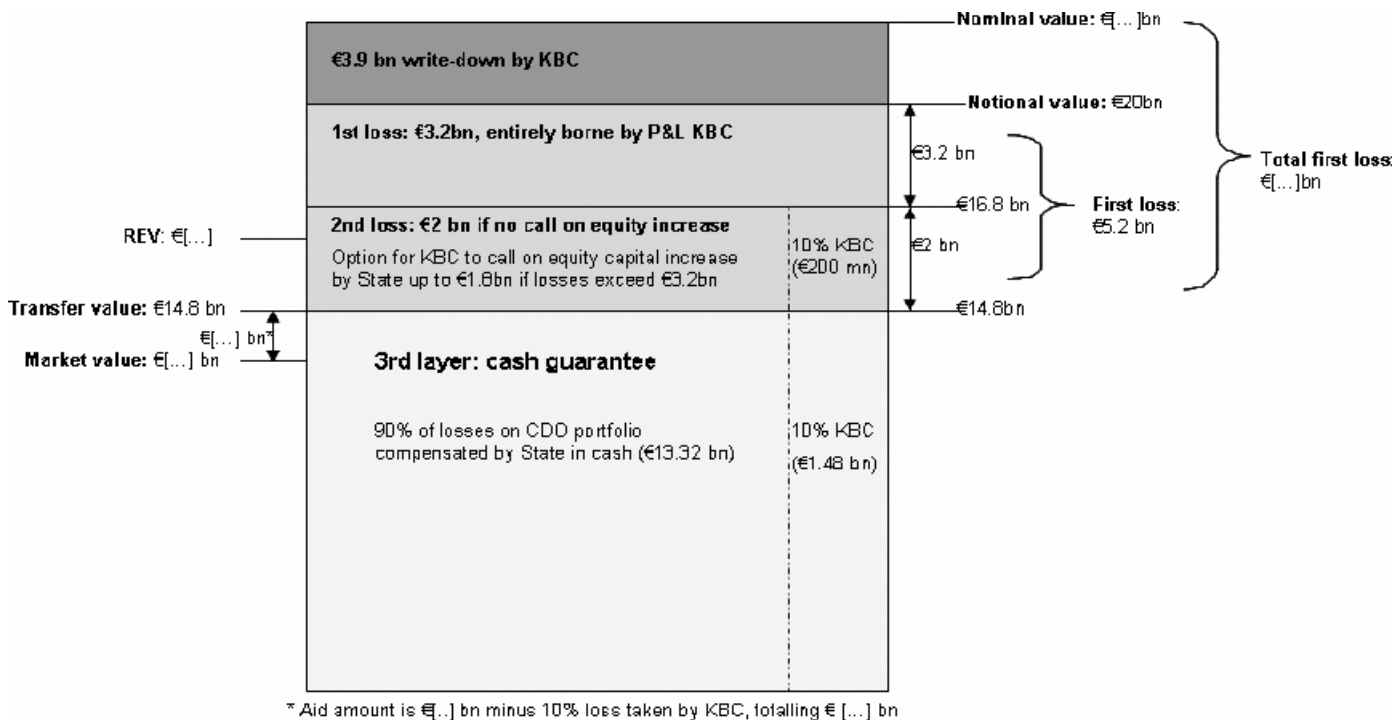 Nominal value: €[...]bn
€3.9 bn write-down by KBC
Notional value: €20bn
1st loss: €3.2bn, entirely borne by P&L KBC
€3.2 bn
Total first loss:
€[...]bn
€16.8 bn
First loss:
€5.2 bn
2nd loss: €2 bn if no call on equity increase
REV: €[...]
10% KBC
(€200 mn)
€2 bn
Option for KBC to call on equity capital increase
by State up to €1.8bn if losses exceed €3.2bn
Transfer value: €14.8 bn
€14.8bn
€[...] bn*
Market value: €[...] bn
3rd layer: cash guarantee
90% of losses on CDO portfolio
compensated by State in cash (€13.32 bn)
10% KBC
(€1.48 bn)
* Aid amount is €[..] bn minus 10% loss taken by KBC, totalling € [...] bn